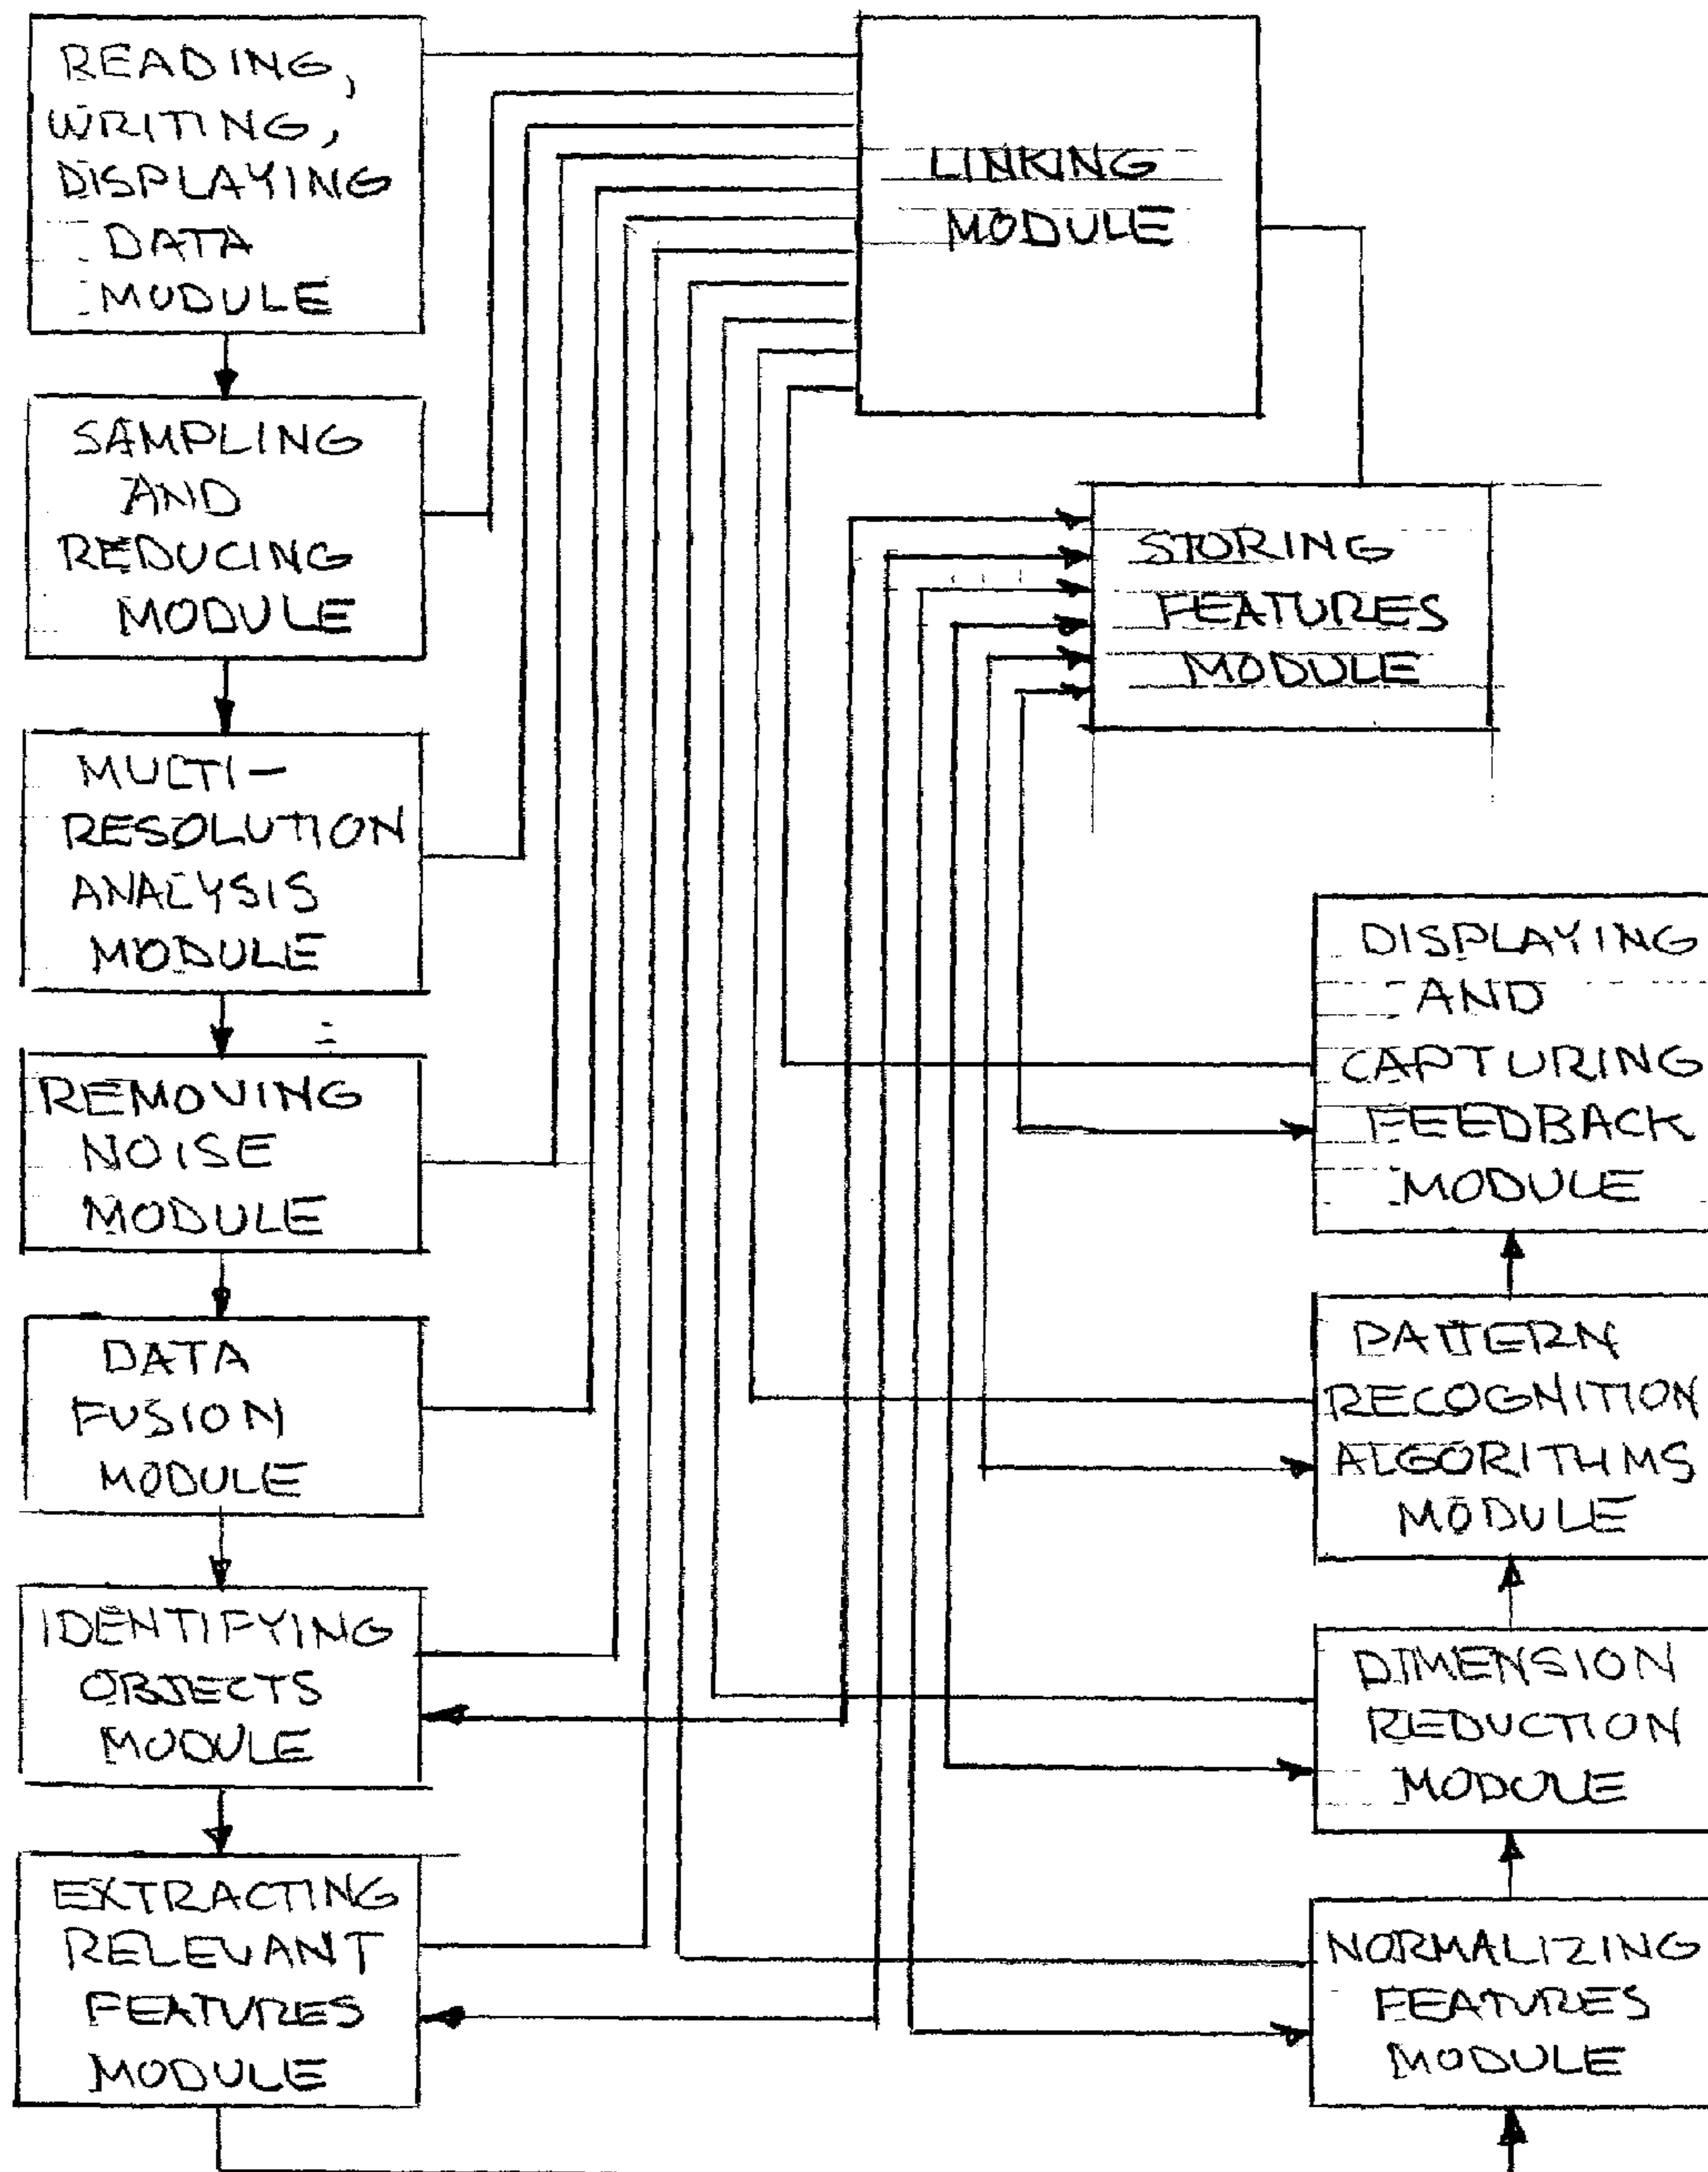 READING,
WRITING,
DISPLAYING
DATA
MODULE
LINKING
MODULE
SAMPLING
AND
REDUCING
MODULE
STORING
FEATURES
MODULE
MULTI-
RESOLUTION
ANALYSIS
MODULE
DISPLAYING
AND
CAPTURING
FEEDBACK
MODULE
REMOVING
NOISE
MODULE
DATA
FUSION
MODULE
PATTERN
RECOGNITION
ALGORITHMS
MODULE
IDENTIFYING
OBJECTS
MODULE
DIMENSION
REDUCTION
MODULE
EXTRACTING
RELEVANT
FEATURES
MODULE
NORMALIZING
FEATURES
MODULE